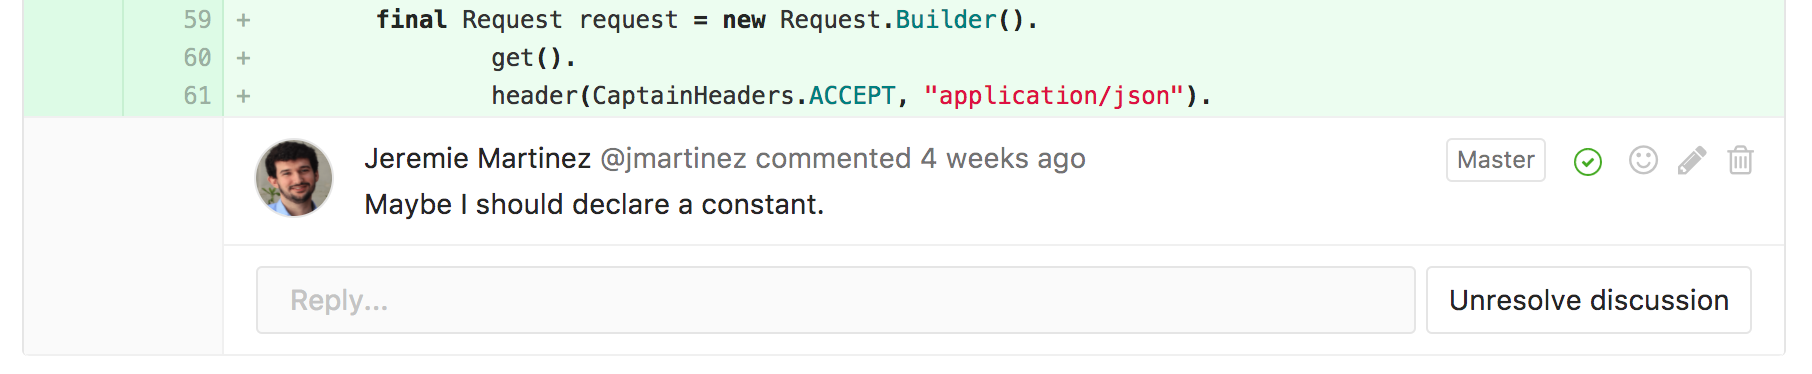 59 + final Request request = new Request.Builder().
60 + get().
61 + header(CaptainHeaders.ACCEPT, "application/json").
Jeremie Martinez @jmartinez commented 4 weeks ago Master
Maybe I should declare a constant.
Reply... Unresolve discussion